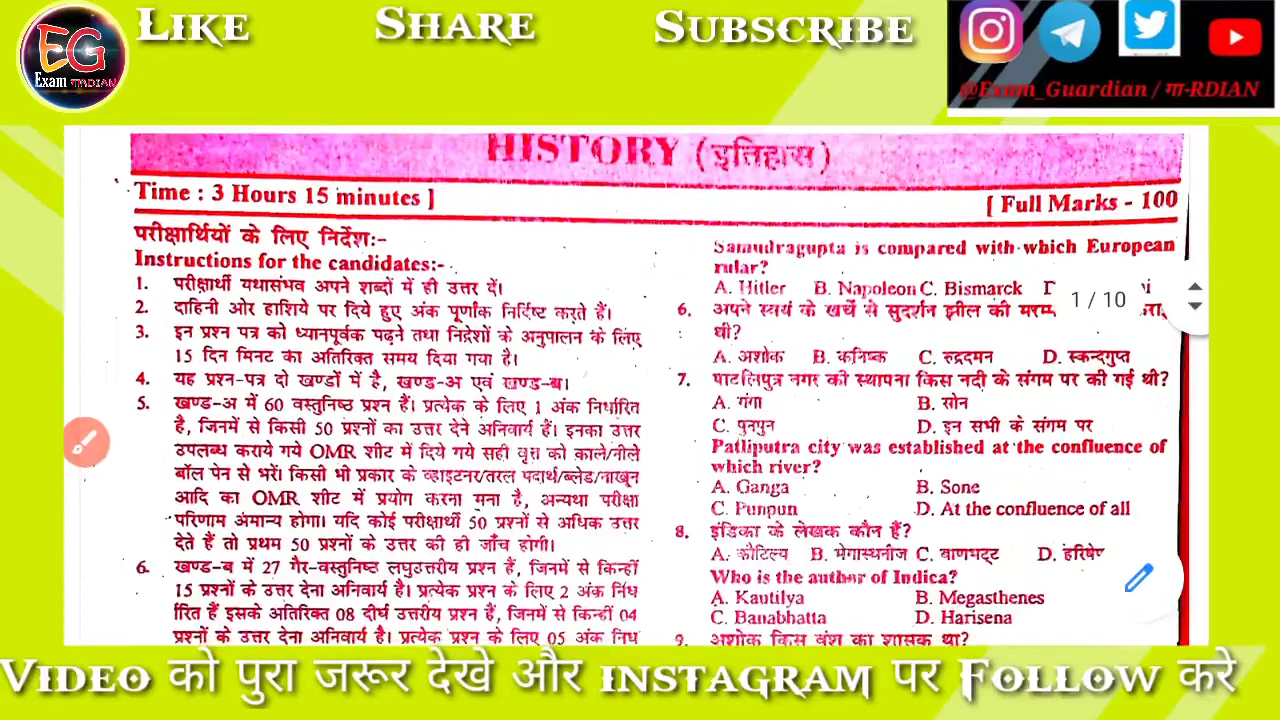 LIKE
SHARE
SUBSCRIBE
EG
Exam गार्DIAN
@Exam_Guardian / गा-RDIAN
HISTORY (इतिहास)
Time : 3 Hours 15 minutes ]
[ Full Marks - 100
परीक्षार्थियों के लिए निर्देश:-
Instructions for the candidates:-
1. परीक्षार्थी यथासंभव अपने शब्दों में ही उत्तर दें।
2. दाहिनी ओर हाशिये पर दिये हुए अंक पूर्णांक निर्दिष्ट करते हैं।
3. इन प्रश्न पत्र को ध्यानपूर्वक पढ़ने तथा निद्रेशों के अनुपालन के लिए
15 दिन मिनट का अतिरिक्त समय दिया गया है।
4. यह प्रश्न-पत्र दो खण्डों में है, खण्ड-अ एवं खण्ड-ब।
5. खण्ड-अ में 60 वस्तुनिष्ठ प्रश्न हैं। प्रत्येक के लिए 1 अंक निर्धारित
है, जिनमें से किसी 50 प्रश्नों का उत्तर देने अनिवार्य हैं। इनका उत्तर
उपलब्ध कराये गये OMR शीट में दिये गये सही वृत्त को काले/नीले
बॉल पेन से भरें। किसी भी प्रकार के व्हाइटनर/तरल पदार्थ/ब्लेड/नाखून
आदि का OMR शीट में प्रयोग करना मना है, अन्यथा परीक्षा
परिणाम अंमान्य होगा। यदि कोई परीक्षार्थी 50 प्रश्नों से अधिक उत्तर
देते हैं तो प्रथम 50 प्रश्नों के उत्तर की ही जाँच होगी।
6. खण्ड-ब में 27 गैर-वस्तुनिष्ठ लघुउत्तरीय प्रश्न हैं, जिनमें से किन्हीं
15 प्रश्नों के उत्तर देना अनिवार्य है। प्रत्येक प्रश्न के लिए 2 अंक निर्ध
रित हैं इसके अतिरिक्त 08 दीर्घ उत्तरीय प्रश्न हैं, जिनमें से किन्हीं 04
प्रश्नों के उत्तर देना अनिवार्य है। प्रत्येक प्रश्न के लिए 05 अंक निध
Samudragupta is compared with which European
rular?
A. Hitler B. Napoleon C. Bismarck
1 / 10
6. अपने स्वयं के खर्चे से सुदर्शन झील की मरम्म
थी?
A. अशोक B. कनिष्क C. रुद्रदमन D. स्कन्दगुप्त
7. पाटलिपुत्र नगर की स्थापना किस नदी के संगम पर की गई थी?
A. गंगा B. सोन
C. पुनपुन D. इन सभी के संगम पर
Patliputra city was established at the confluence of
which river?
A. Ganga B. Sone
C. Punpun D. At the confluence of all
8. इंडिका के लेखक कौन हैं?
A. कौटिल्य B. मेगास्थनीज C. वाणभट्ट D. हरिषेण
Who is the author of Indica?
A. Kautilya B. Megasthenes
C. Banabhatta D. Harisena
9. अशोक किस वंश का शासक था?
VIDEO को पुरा जरूर देखे और INSTAGRAM पर FOLLOW करे